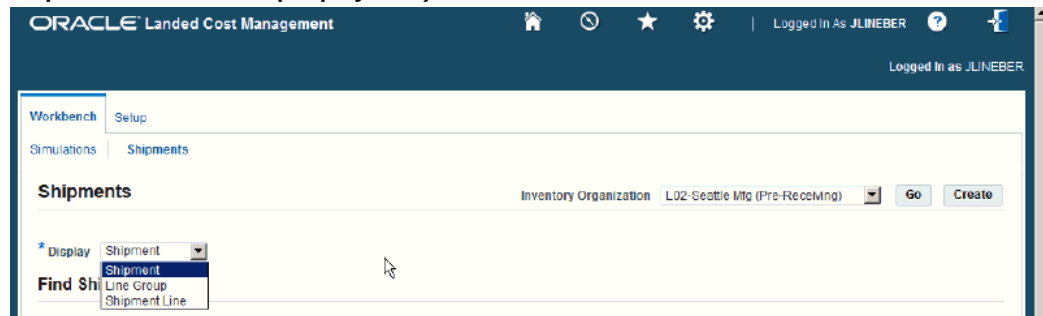 ORACLE Landed Cost Management
Logged In As JLINEBER
Logged In as JLINEBER
Workbench Setup
Simulations Shipments
Shipments
Inventory Organization L02-Seattle Mfg (Pre-Receiving) Go Create
* Display Shipment
Shipment
Line Group
Shipment Line
Find Shi